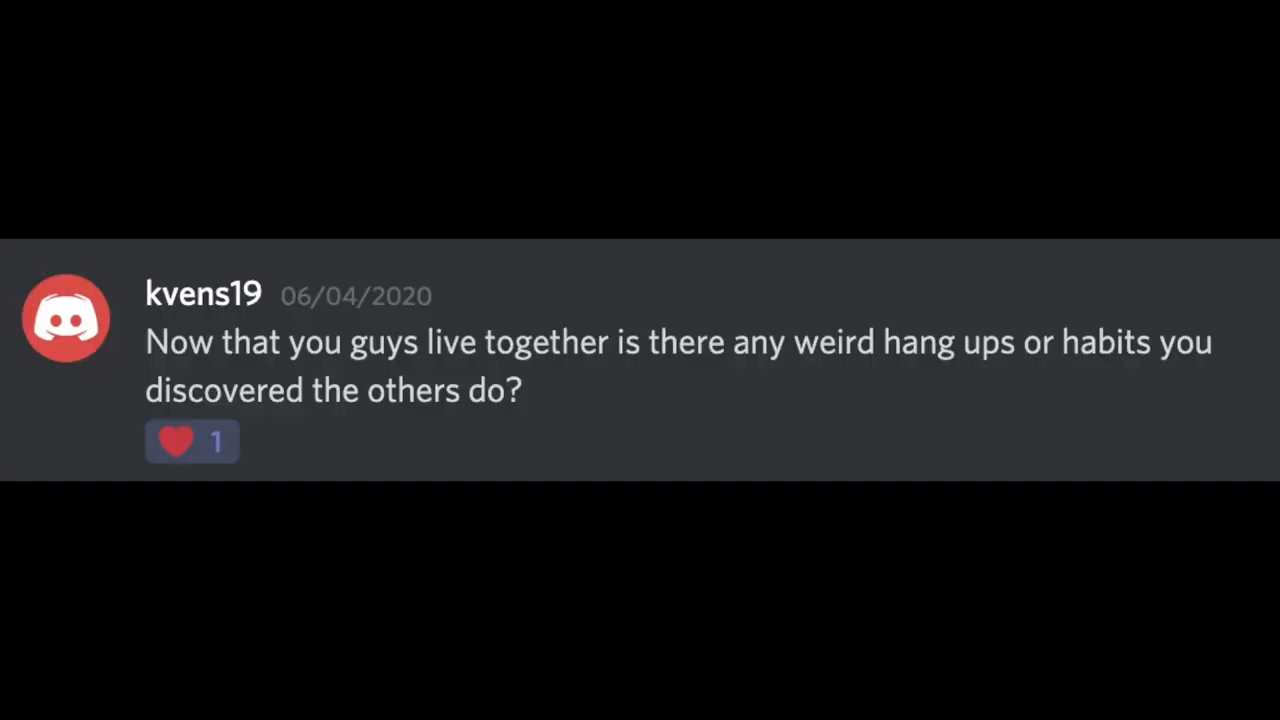 kvens19 06/04/2020
Now that you guys live together is there any weird hang ups or habits you
discovered the others do?
1